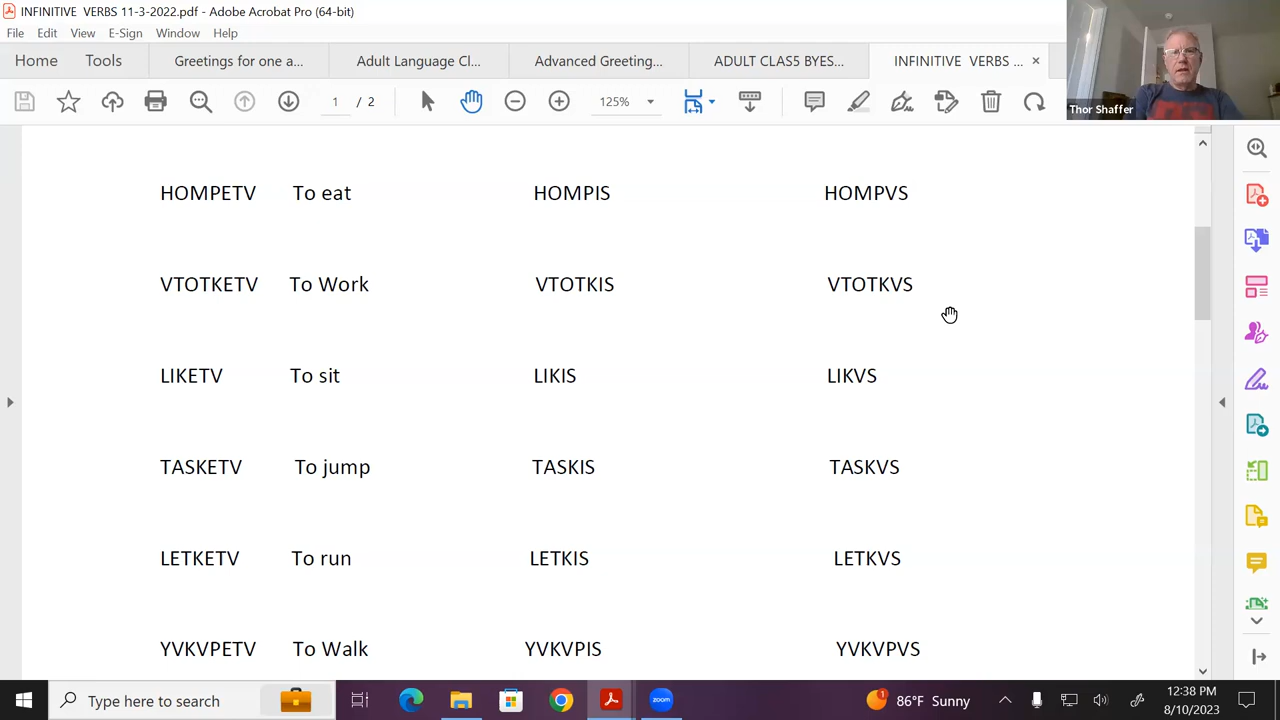 INFINITIVE VERBS 11-3-2022.pdf - Adobe Acrobat Pro (64-bit)
File Edit View E-Sign Window Help
Home Tools Greetings for one a... Adult Language Cl... Advanced Greeting... ADULT CLAS5 BYES... INFINITIVE VERBS ... ×
1 / 2 125%
Thor Shaffer
HOMPETV To eat HOMPIS HOMPVS
VTOTKETV To Work VTOTKIS VTOTKVS
LIKETV To sit LIKIS LIKVS
TASKETV To jump TASKIS TASKVS
LETKETV To run LETKIS LETKVS
YVKVPETV To Walk YVKVPIS YVKVPVS
Type here to search zoom 1 86°F Sunny 12:38 PM
8/10/2023